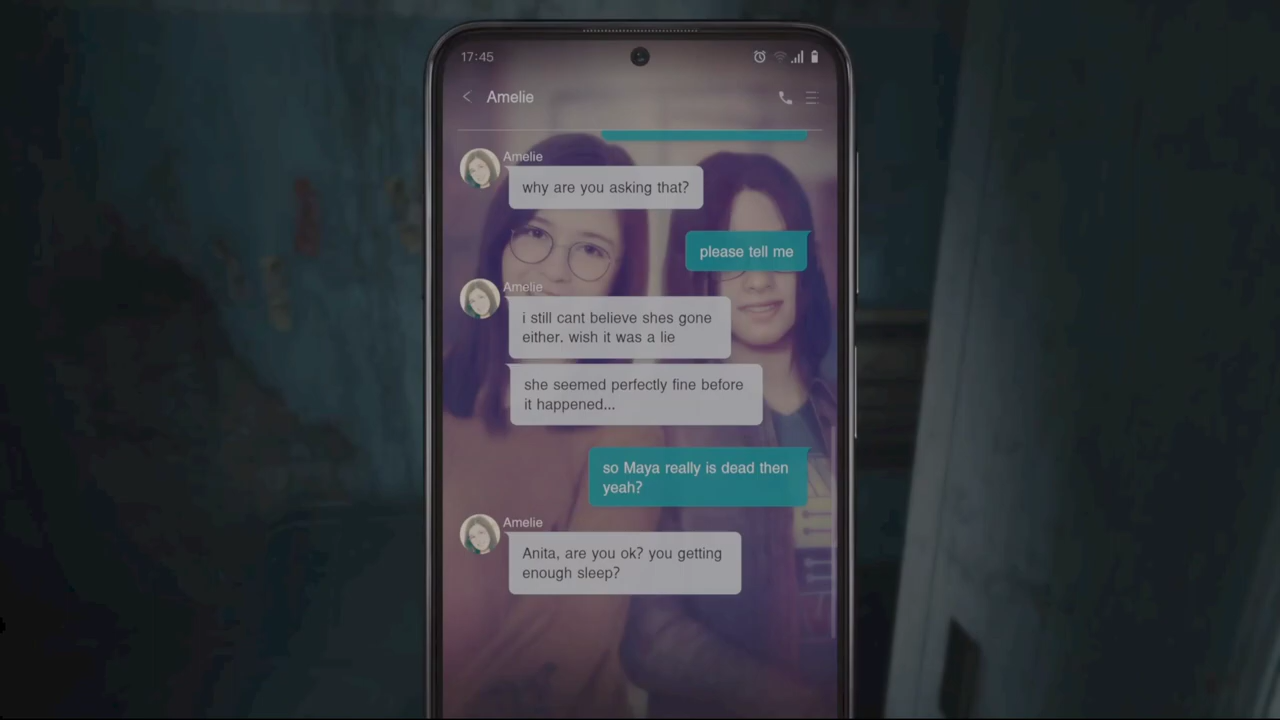 17:45
Amelie
Amelie
why are you asking that?
please tell me
Amelie
i still cant believe shes gone
either. wish it was a lie
she seemed perfectly fine before
it happened...
so Maya really is dead then
yeah?
Amelie
Anita, are you ok? you getting
enough sleep?